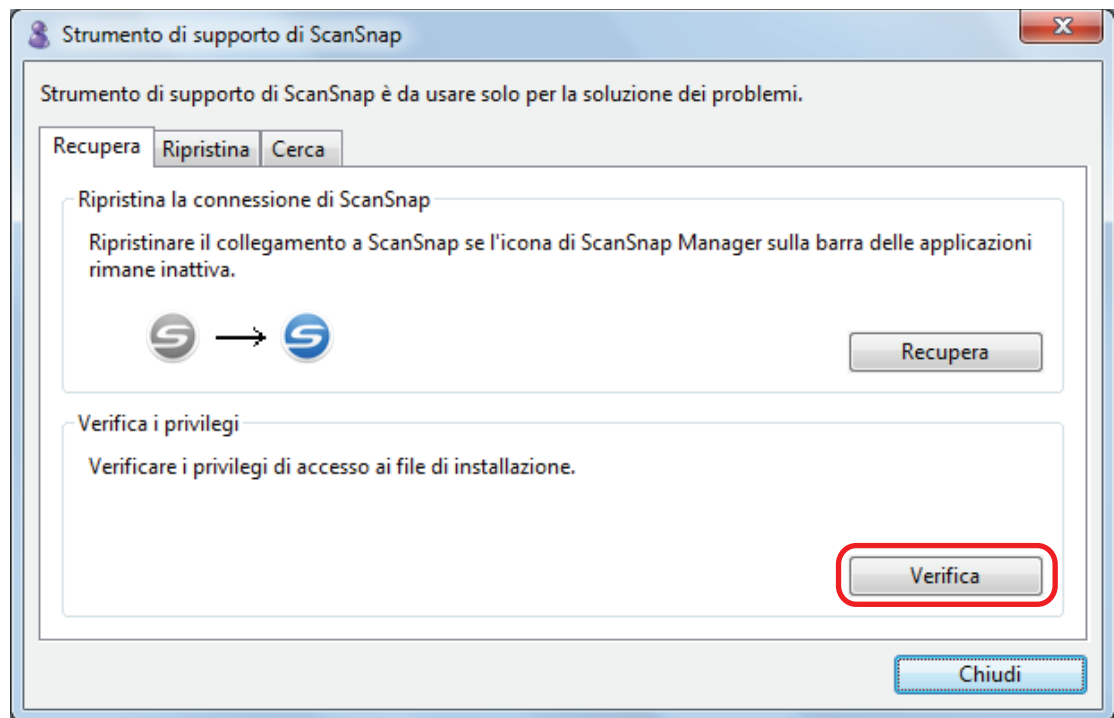 Strumento di supporto di ScanSnap
Strumento di supporto di ScanSnap è da usare solo per la soluzione dei problemi.
Recupera Ripristina Cerca
Ripristina la connessione di ScanSnap
Ripristinare il collegamento a ScanSnap se l'icona di ScanSnap Manager sulla barra delle applicazioni
rimane inattiva.
Recupera
Verifica i privilegi
Verificare i privilegi di accesso ai file di installazione.
Verifica
Chiudi